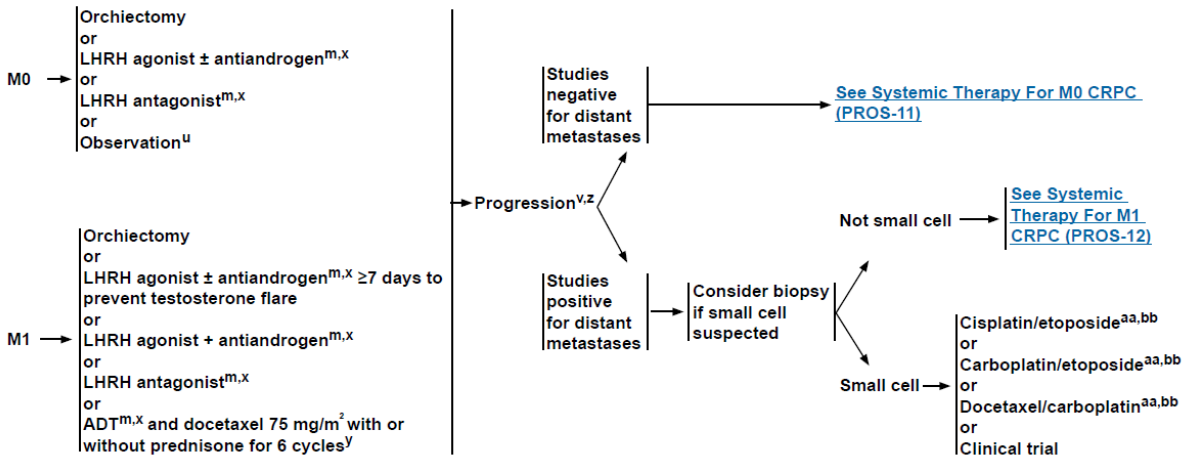 M0
Orchiectomy
or
LHRH agonist ± antiandrogenm,x
or
LHRH antagonistm,x
or
Observationu
M1
Orchiectomy
or
LHRH agonist ± antiandrogenm,x ≥7 days to
prevent testosterone flare
or
LHRH agonist + antiandrogenm,x
or
LHRH antagonistm,x
or
ADTm,x and docetaxel 75 mg/m² with or
without prednisone for 6 cyclesy
Progressionv,z
Studies
negative
for distant
metastases
See Systemic Therapy For M0 CRPC
(PROS-11)
Studies
positive
for distant
metastases
Consider biopsy
if small cell
suspected
Not small cell
See Systemic
Therapy For M1
CRPC (PROS-12)
Small cell
Cisplatin/etoposideaa,bb
or
Carboplatin/etoposideaa,bb
or
Docetaxel/carboplatinaa,bb
or
Clinical trial